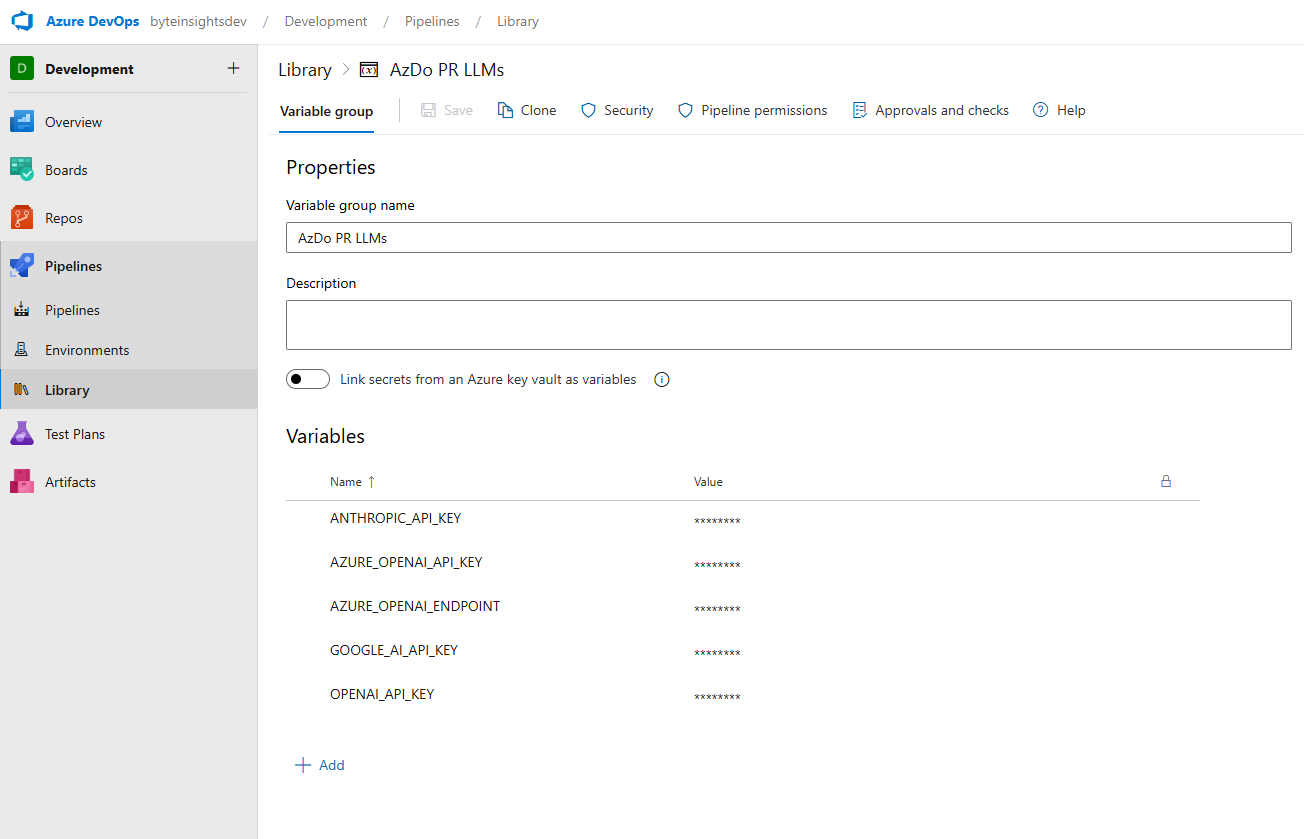 Azure DevOps byteinsightsdev / Development / Pipelines / Library
D Development +
Overview
Boards
Repos
Pipelines
Pipelines
Environments
Library
Test Plans
Artifacts
Library > (x) AzDo PR LLMs
Variable group Save Clone Security Pipeline permissions Approvals and checks ? Help
Properties
Variable group name
AzDo PR LLMs
Description
Link secrets from an Azure key vault as variables i
Variables
Name ↑ Value
ANTHROPIC_API_KEY ********
AZURE_OPENAI_API_KEY ********
AZURE_OPENAI_ENDPOINT ********
GOOGLE_AI_API_KEY ********
OPENAI_API_KEY ********
+ Add